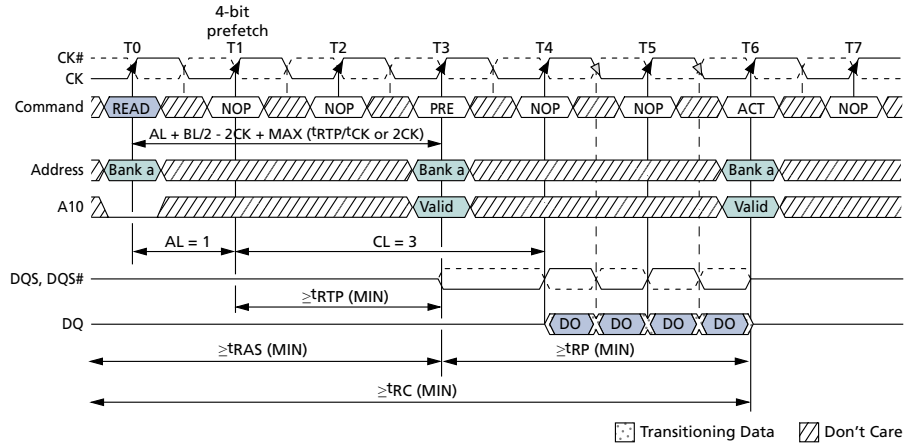 4-bit
prefetch
T0 T1 T2 T3 T4 T5 T6 T7
CK#
CK
Command READ NOP NOP PRE NOP NOP ACT NOP
AL + BL/2 - 2CK + MAX (tRTP/tCK or 2CK)
Address Bank a Bank a Bank a
A10 Valid Valid
AL = 1 CL = 3
DQS, DQS#
≥tRTP (MIN)
DQ DO DO DO DO
≥tRAS (MIN) ≥tRP (MIN)
≥tRC (MIN)
Transitioning Data Don't Care